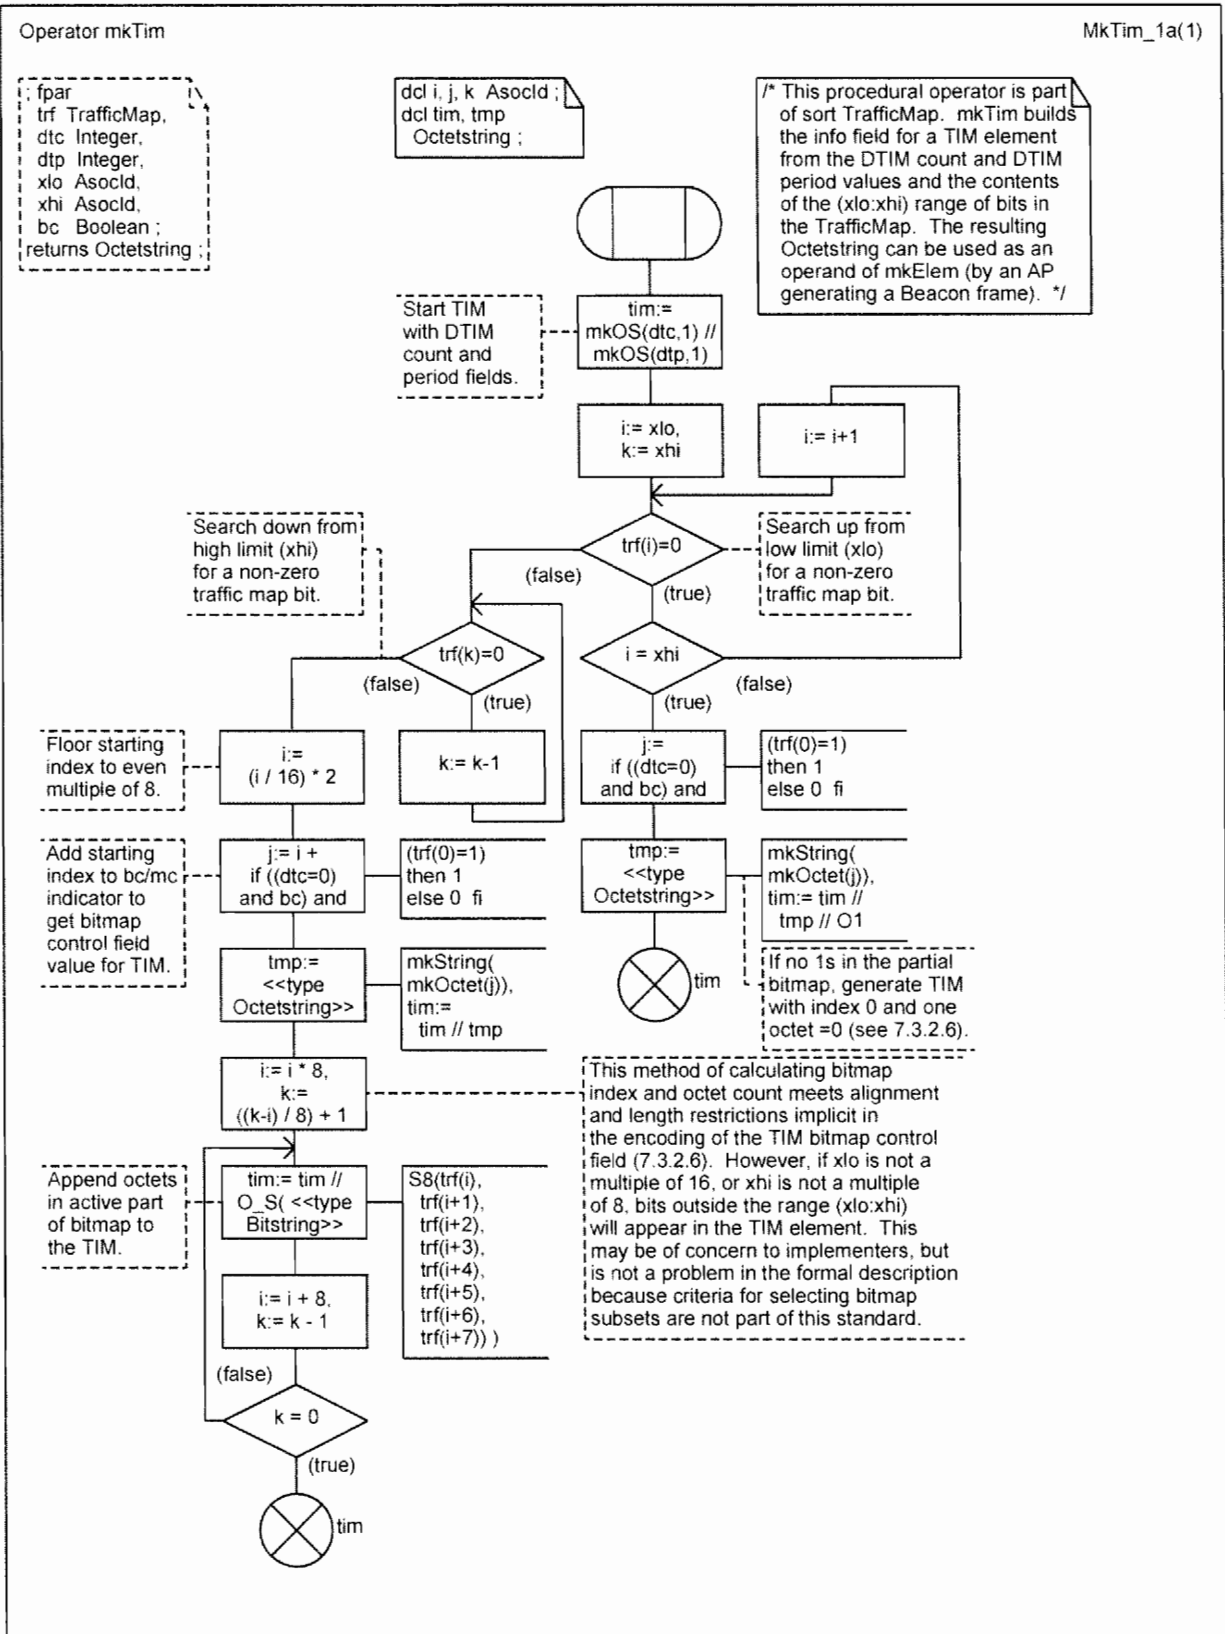 Operator mkTim
MkTim_1a(1)
; fpar
trf TrafficMap,
dtc Integer,
dtp Integer,
xlo AsocId,
xhi AsocId,
bc Boolean ;
returns Octetstring ;
dcl i, j, k AsocId ;
dcl tim, tmp
Octetstring ;
/* This procedural operator is part
of sort TrafficMap. mkTim builds
the info field for a TIM element
from the DTIM count and DTIM
period values and the contents
of the (xlo:xhi) range of bits in
the TrafficMap. The resulting
Octetstring can be used as an
operand of mkElem (by an AP
generating a Beacon frame). */
Start TIM
with DTIM
count and
period fields.
tim:=
mkOS(dtc,1) //
mkOS(dtp,1)
i:= xlo,
k:= xhi
i:= i+1
Search down from
high limit (xhi)
for a non-zero
traffic map bit.
trf(i)=0
(false)
(true)
Search up from
low limit (xlo)
for a non-zero
traffic map bit.
trf(k)=0
(false)
(true)
i = xhi
(true)
(false)
Floor starting
index to even
multiple of 8.
i:=
(i / 16) * 2
k:= k-1
j:=
if ((dtc=0)
and bc) and
(trf(0)=1)
then 1
else 0 fi
Add starting
index to bc/mc
indicator to
get bitmap
control field
value for TIM.
j:= i +
if ((dtc=0)
and bc) and
(trf(0)=1)
then 1
else 0 fi
tmp:=
<<type
Octetstring>>
mkString(
mkOctet(j)),
tim:= tim //
tmp // O1
tmp:=
<<type
Octetstring>>
mkString(
mkOctet(j)),
tim:=
tim // tmp
tim
If no 1s in the partial
bitmap, generate TIM
with index 0 and one
octet =0 (see 7.3.2.6).
i:= i * 8,
k:=
((k-i) / 8) + 1
This method of calculating bitmap
index and octet count meets alignment
and length restrictions implicit in
the encoding of the TIM bitmap control
field (7.3.2.6). However, if xlo is not a
multiple of 16, or xhi is not a multiple
of 8, bits outside the range (xlo:xhi)
will appear in the TIM element. This
may be of concern to implementers, but
is not a problem in the formal description
because criteria for selecting bitmap
subsets are not part of this standard.
Append octets
in active part
of bitmap to
the TIM.
tim:= tim //
O_S( <<type
Bitstring>>
S8(trf(i),
trf(i+1),
trf(i+2),
trf(i+3),
trf(i+4),
trf(i+5),
trf(i+6),
trf(i+7)) )
i:= i + 8,
k:= k - 1
(false)
k = 0
(true)
tim